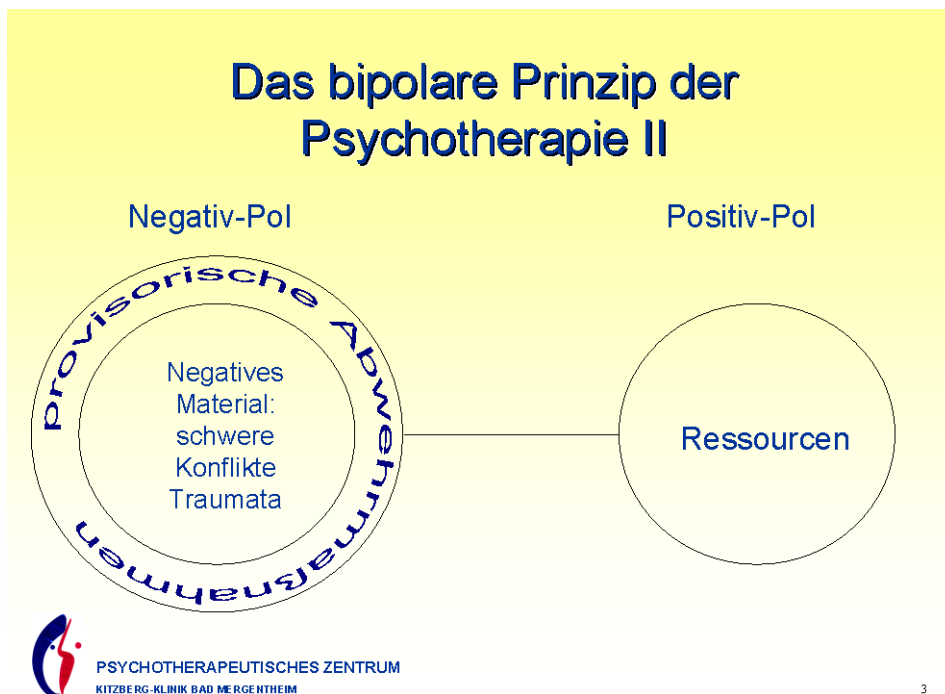 Das bipolare Prinzip der
Psychotherapie II
Negativ-Pol
Positiv-Pol
provisorische Abwehrmaßnahmen
Negatives
Material:
schwere
Konflikte
Traumata
Ressourcen
PSYCHOTHERAPEUTISCHES ZENTRUM
KITZBERG-KLINIK BAD MERGENTHEIM
3